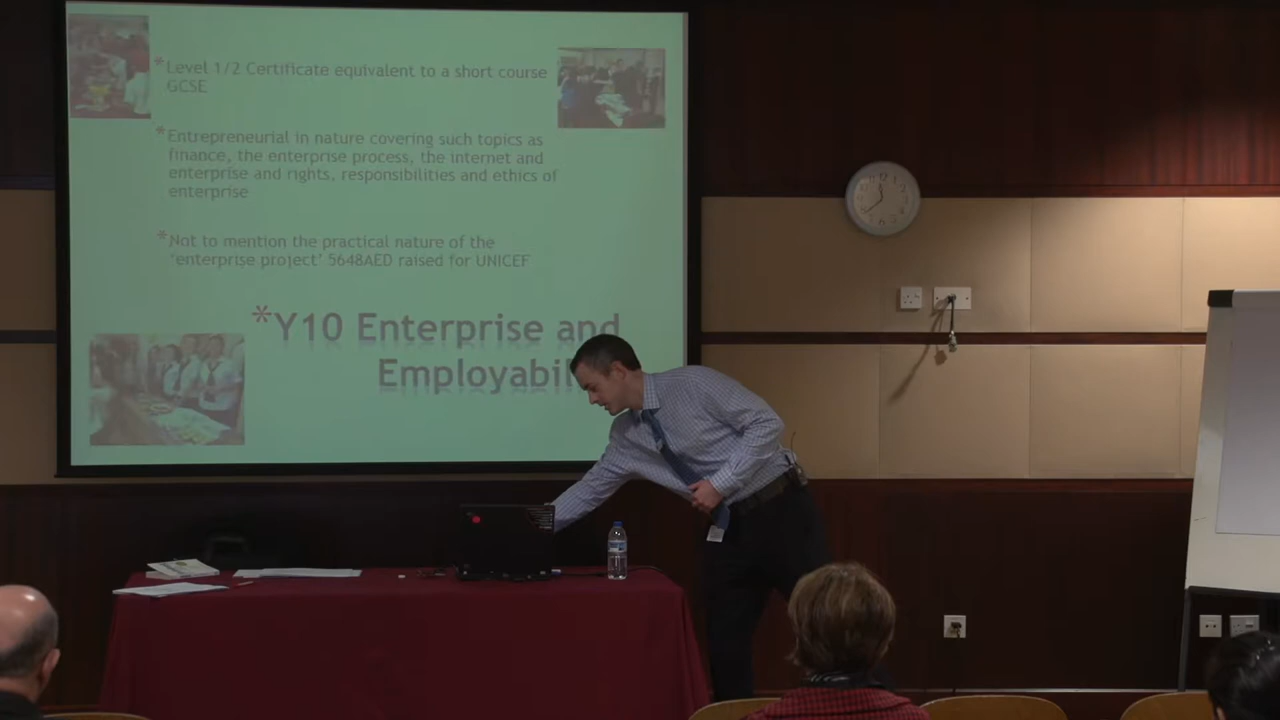 *Level 1/2 Certificate equivalent to a short course
GCSE
*Entrepreneurial in nature covering such topics as
finance, the enterprise process, the internet and
enterprise and rights, responsibilities and ethics of
enterprise
*Not to mention the practical nature of the
‘enterprise project’ 5648AED raised for UNICEF
*Y10 Enterprise and
Employabil